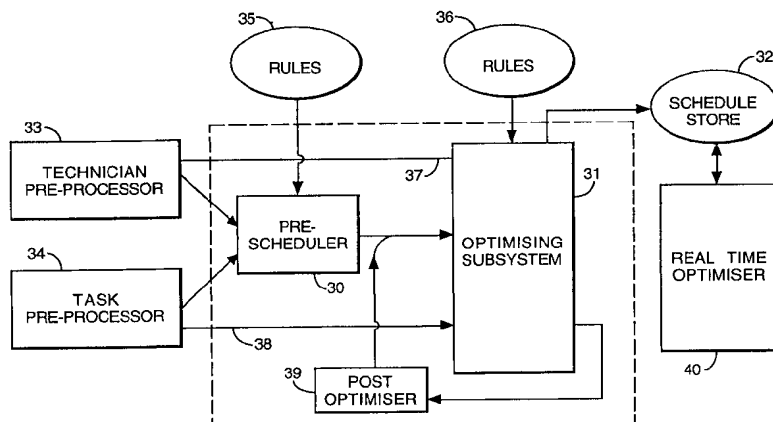 35
RULES
36
RULES
32
SCHEDULE
STORE
33
TECHNICIAN
PRE-PROCESSOR
37
31
PRE-
SCHEDULER
30
OPTIMISING
SUBSYSTEM
REAL TIME
OPTIMISER
40
34
TASK
PRE-PROCESSOR
38
39
POST
OPTIMISER